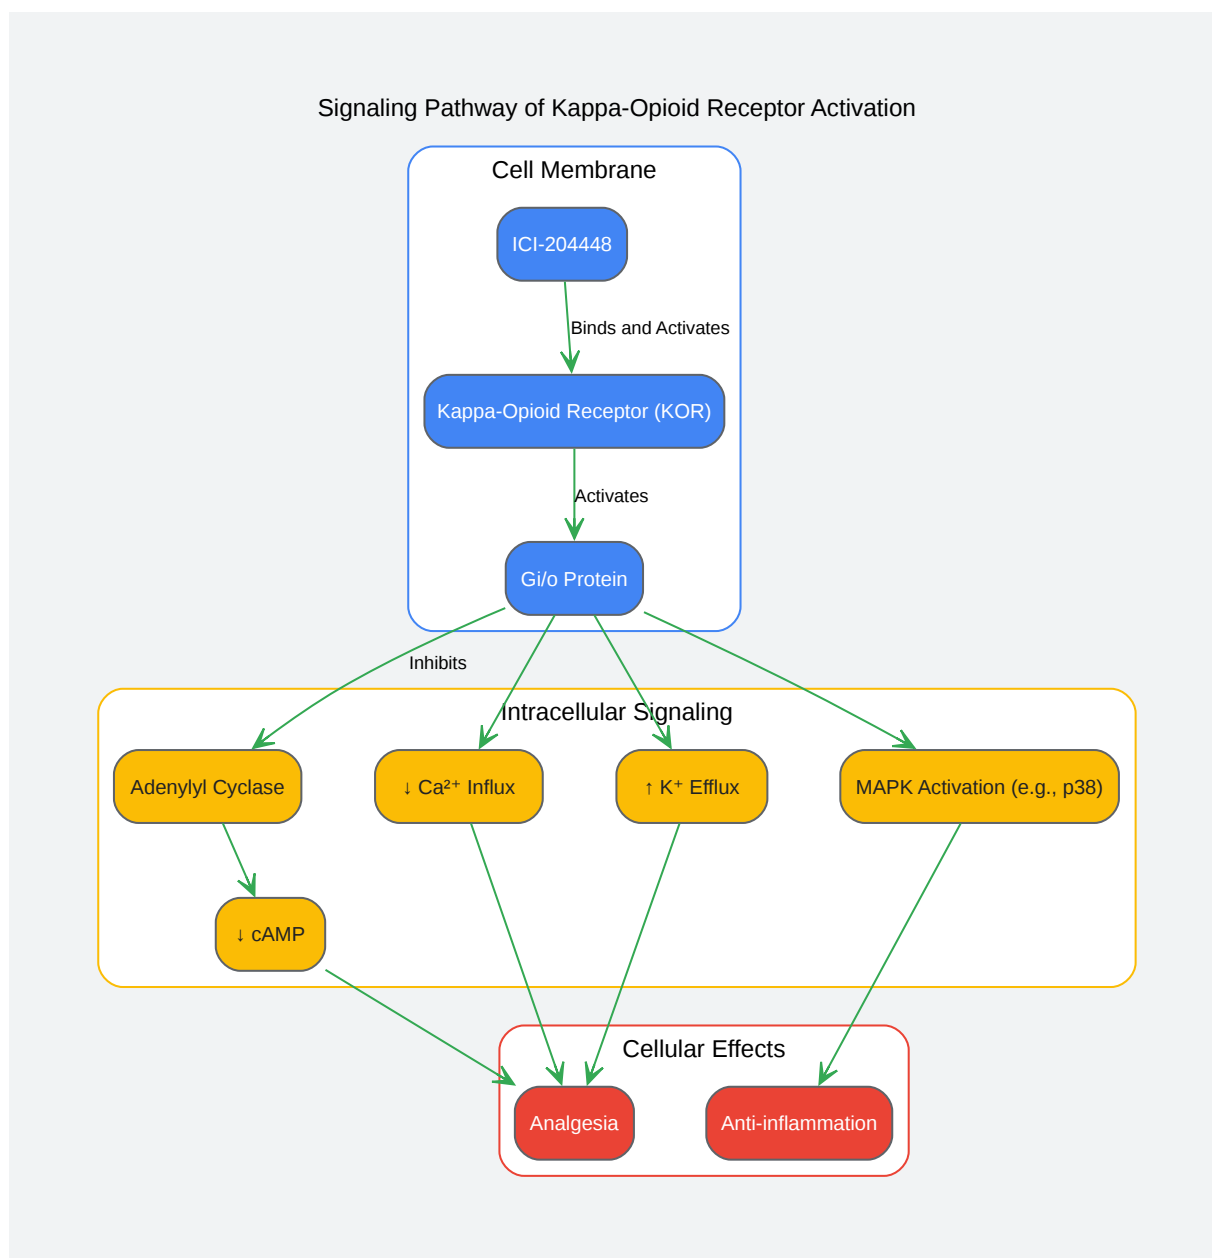 Signaling Pathway of Kappa-Opioid Receptor Activation
Cell Membrane
ICI-204448
Binds and Activates
Kappa-Opioid Receptor (KOR)
Activates
Gi/o Protein
Inhibits
Intracellular Signaling
Adenylyl Cyclase
↓ Ca²⁺ Influx
↑ K⁺ Efflux
MAPK Activation (e.g., p38)
↓ cAMP
Cellular Effects
Analgesia
Anti-inflammation